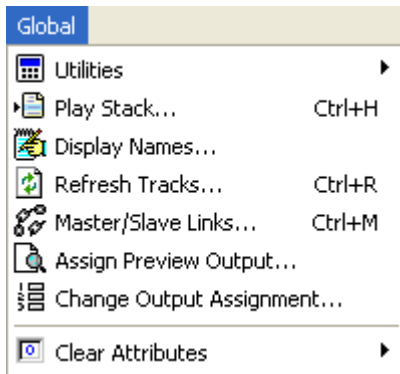 Global
Utilities
Play Stack... Ctrl+H
Display Names...
Refresh Tracks... Ctrl+R
Master/Slave Links... Ctrl+M
Assign Preview Output...
Change Output Assignment...
Clear Attributes